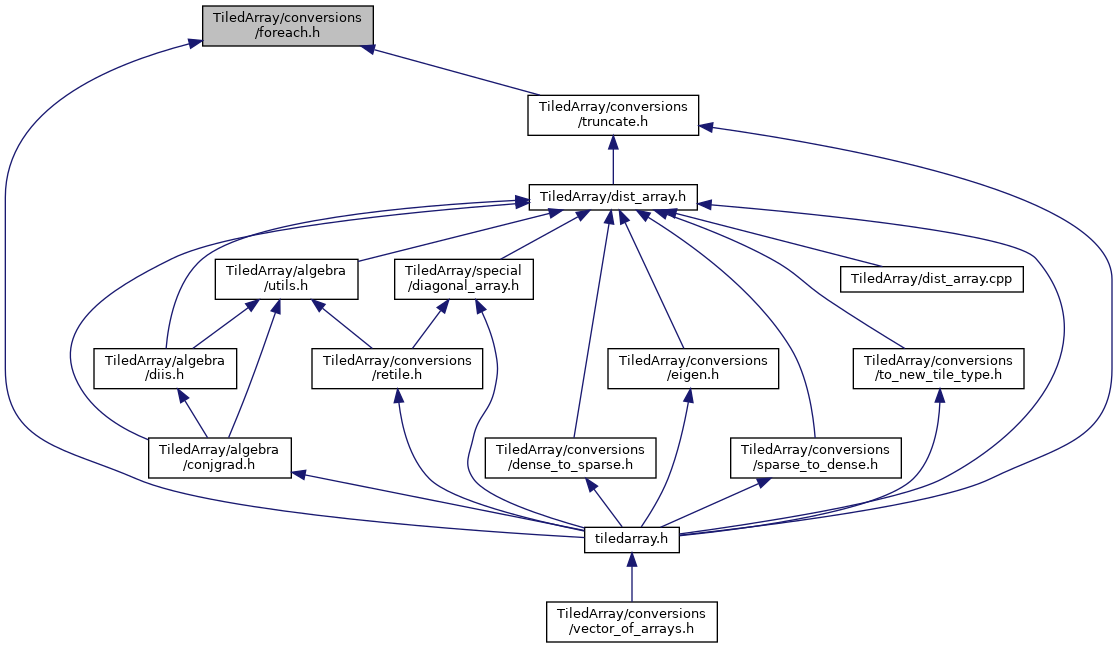 TiledArray/conversions
/foreach.h
TiledArray/conversions
/truncate.h
TiledArray/dist_array.h
TiledArray/algebra
/utils.h
TiledArray/special
/diagonal_array.h
TiledArray/dist_array.cpp
TiledArray/algebra
/diis.h
TiledArray/conversions
/retile.h
TiledArray/conversions
/eigen.h
TiledArray/conversions
/to_new_tile_type.h
TiledArray/algebra
/conjgrad.h
TiledArray/conversions
/dense_to_sparse.h
TiledArray/conversions
/sparse_to_dense.h
tiledarray.h
TiledArray/conversions
/vector_of_arrays.h